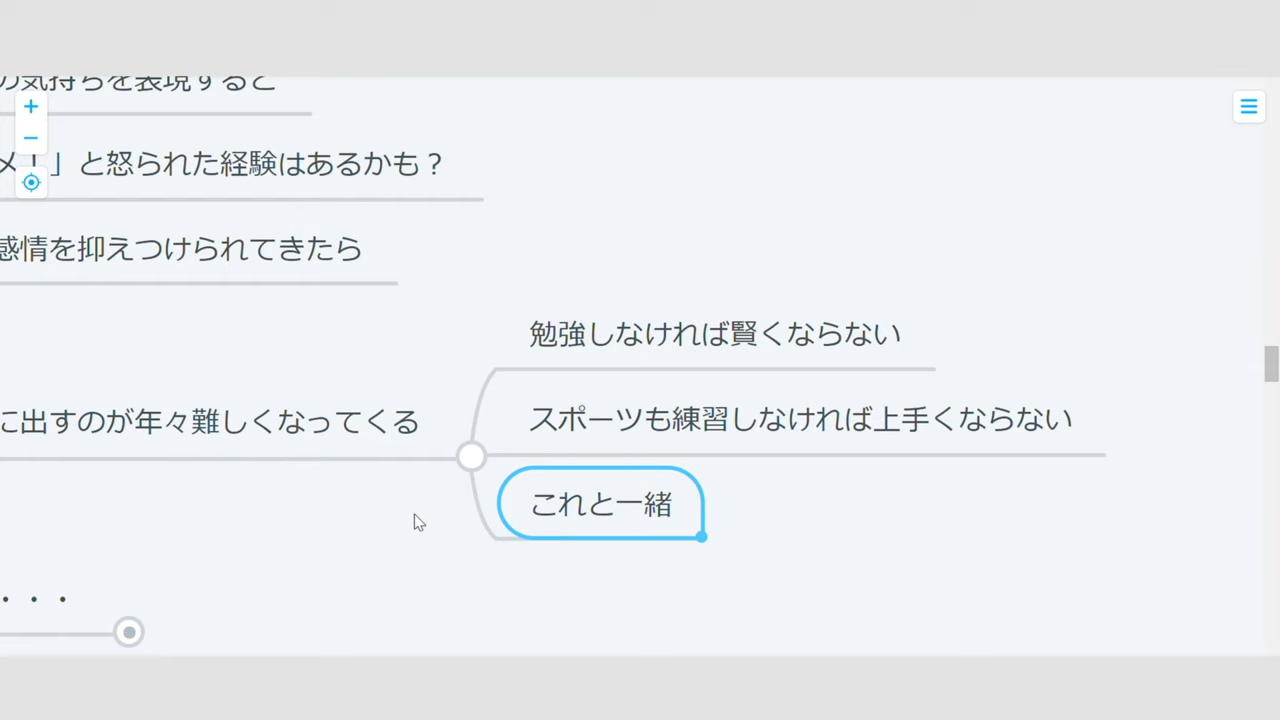 の気持ちを表現すると
メ！」と怒られた経験はあるかも？
感情を抑えつけられてきたら
勉強しなければ賢くならない
に出すのが年々難しくなってくる
スポーツも練習しなければ上手くならない
これと一緒
・・・